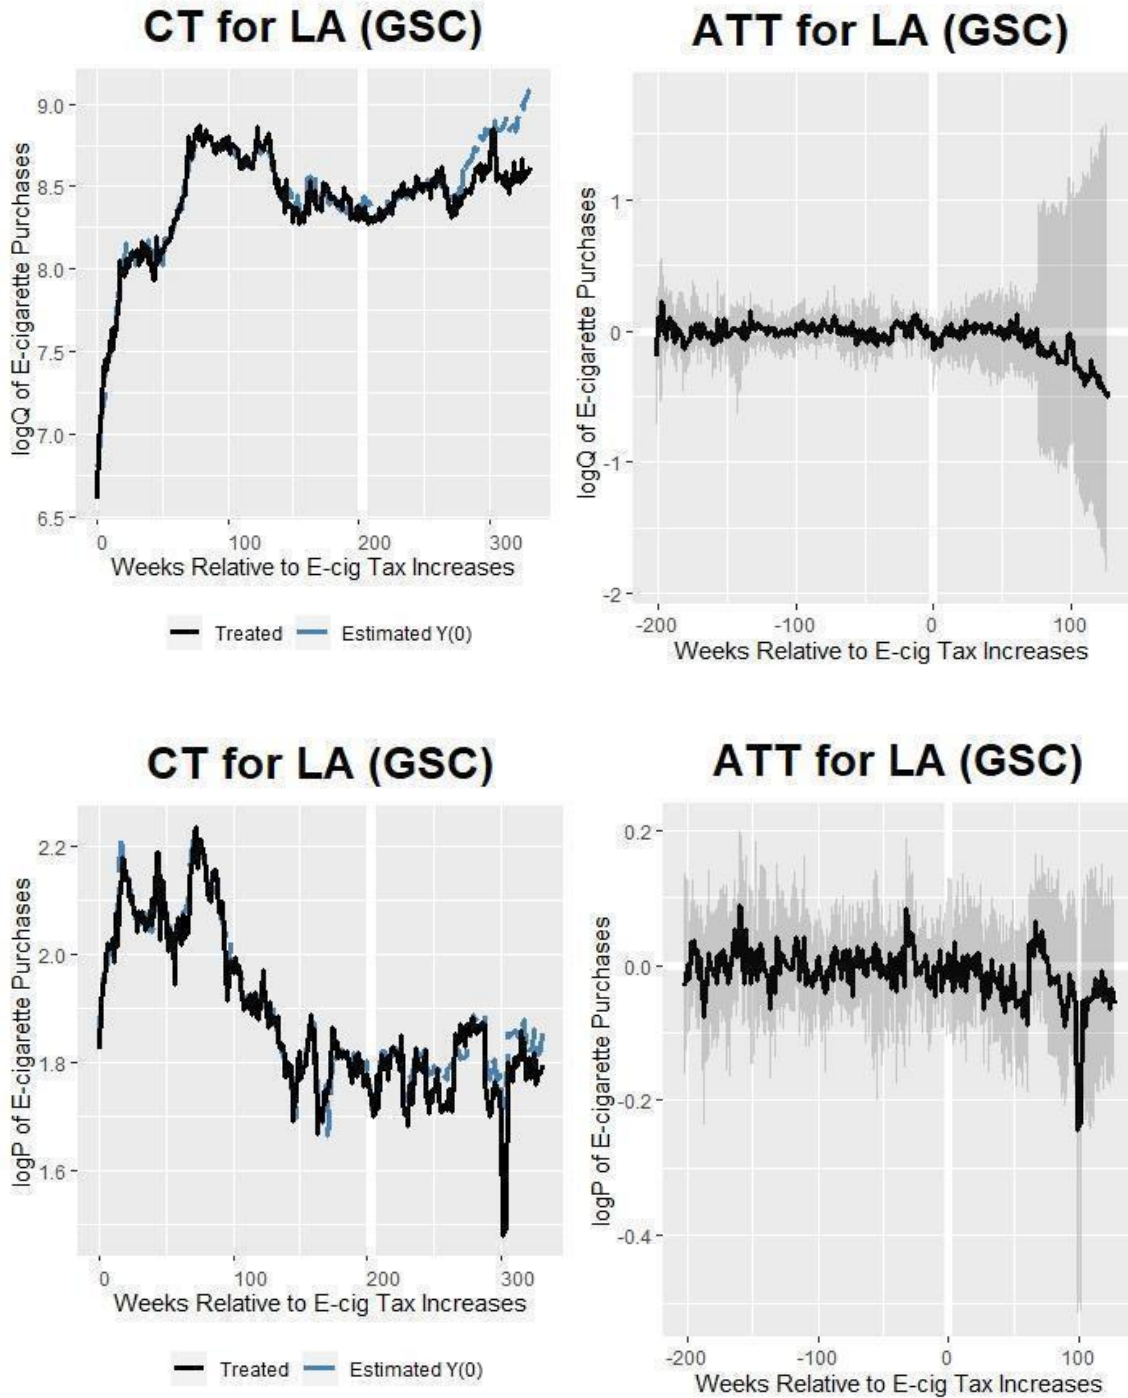 CT for LA (GSC)
logQ of E-cigarette Purchases
9.0
8.5
8.0
7.5
7.0
6.5
0 100 200 300
Weeks Relative to E-cig Tax Increases
Treated Estimated Y(0)
ATT for LA (GSC)
logQ of E-cigarette Purchases
1
0
-1
-2
-200 -100 0 100
Weeks Relative to E-cig Tax Increases
CT for LA (GSC)
logP of E-cigarette Purchases
2.2
2.0
1.8
1.6
0 100 200 300
Weeks Relative to E-cig Tax Increases
Treated Estimated Y(0)
ATT for LA (GSC)
logP of E-cigarette Purchases
0.2
0.0
-0.2
-0.4
-200 -100 0 100
Weeks Relative to E-cig Tax Increases